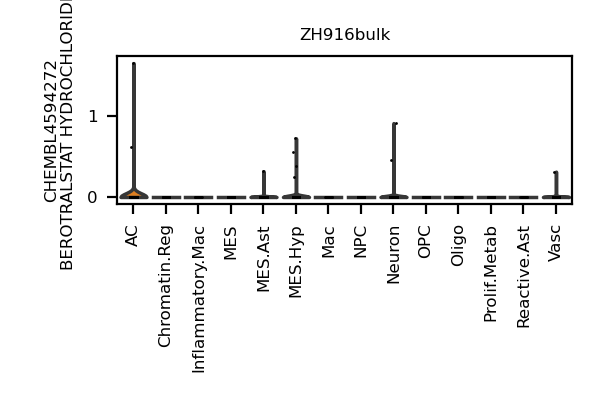 ZH916bulk
CHEMBL4594272
BEROTRALSTAT HYDROCHLORID
1
0
AC
Chromatin.Reg
Inflammatory.Mac
MES
MES.Ast
MES.Hyp
Mac
NPC
Neuron
OPC
Oligo
Prolif.Metab
Reactive.Ast
Vasc